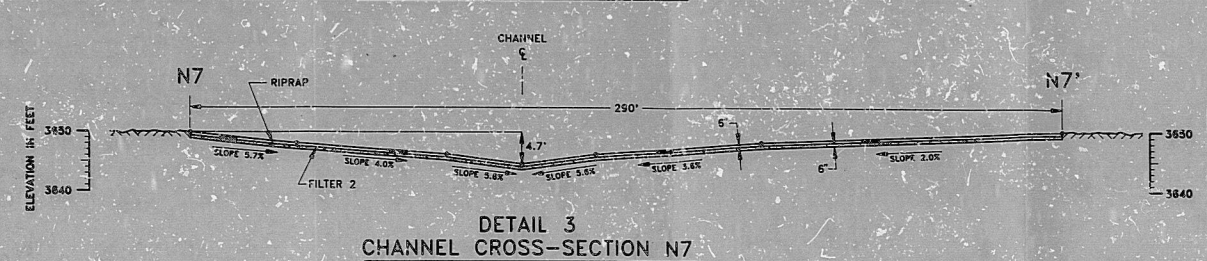 CHANNEL
℄
N7
RIPRAP
N7'
290'
ELEVATION IN FEET
3650
4.7'
6"
3650
SLOPE 5.7%
SLOPE 4.0%
SLOPE 5.6%
SLOPE 5.6%
SLOPE 3.6%
6"
SLOPE 2.0%
FILTER 2
3640
3640
DETAIL 3
CHANNEL CROSS-SECTION N7